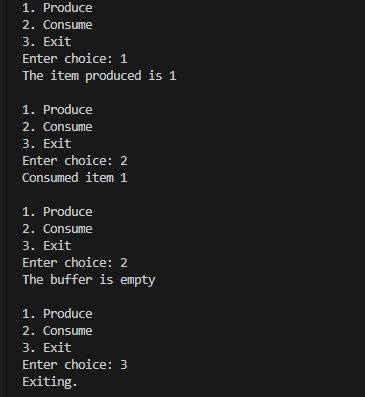 1. Produce
2. Consume
3. Exit
Enter choice: 1
The item produced is 1
1. Produce
2. Consume
3. Exit
Enter choice: 2
Consumed item 1
1. Produce
2. Consume
3. Exit
Enter choice: 2
The buffer is empty
1. Produce
2. Consume
3. Exit
Enter choice: 3
Exiting.